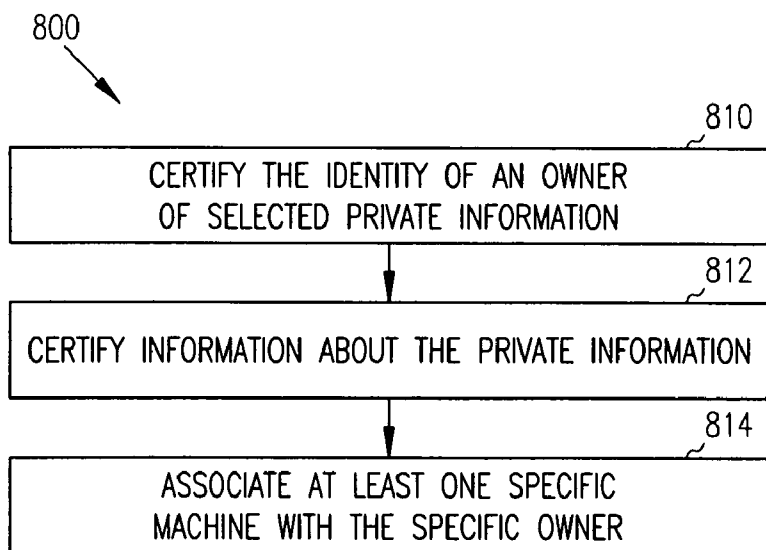 800
810
CERTIFY THE IDENTITY OF AN OWNER
OF SELECTED PRIVATE INFORMATION
812
CERTIFY INFORMATION ABOUT THE PRIVATE INFORMATION
814
ASSOCIATE AT LEAST ONE SPECIFIC
MACHINE WITH THE SPECIFIC OWNER